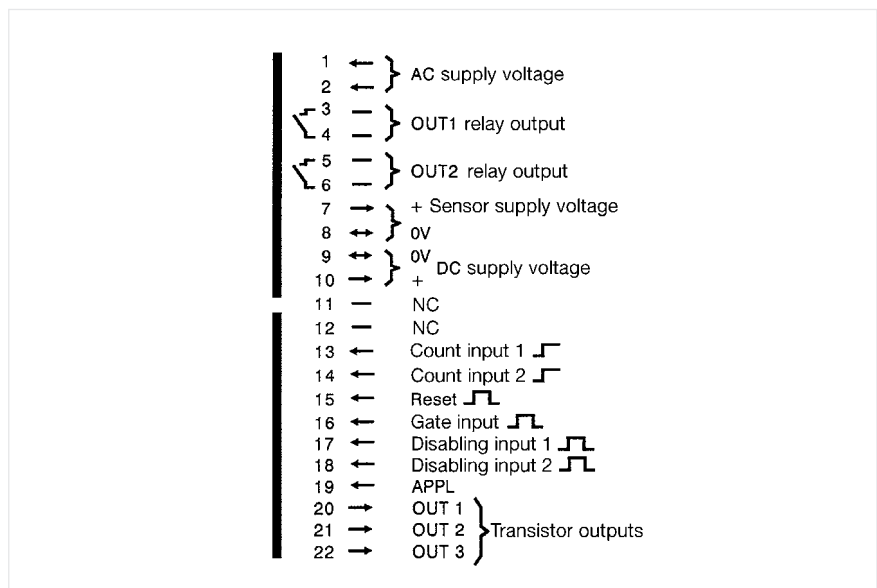 1 AC supply voltage
2
3 OUT1 relay output
4
5 OUT2 relay output
6
7 + Sensor supply voltage
8 0V
9 0V
DC supply voltage
10 +
11 NC
12 NC
13 Count input 1
14 Count input 2
15 Reset
16 Gate input
17 Disabling input 1
18 Disabling input 2
19 APPL
20 OUT 1
21 OUT 2 Transistor outputs
22 OUT 3